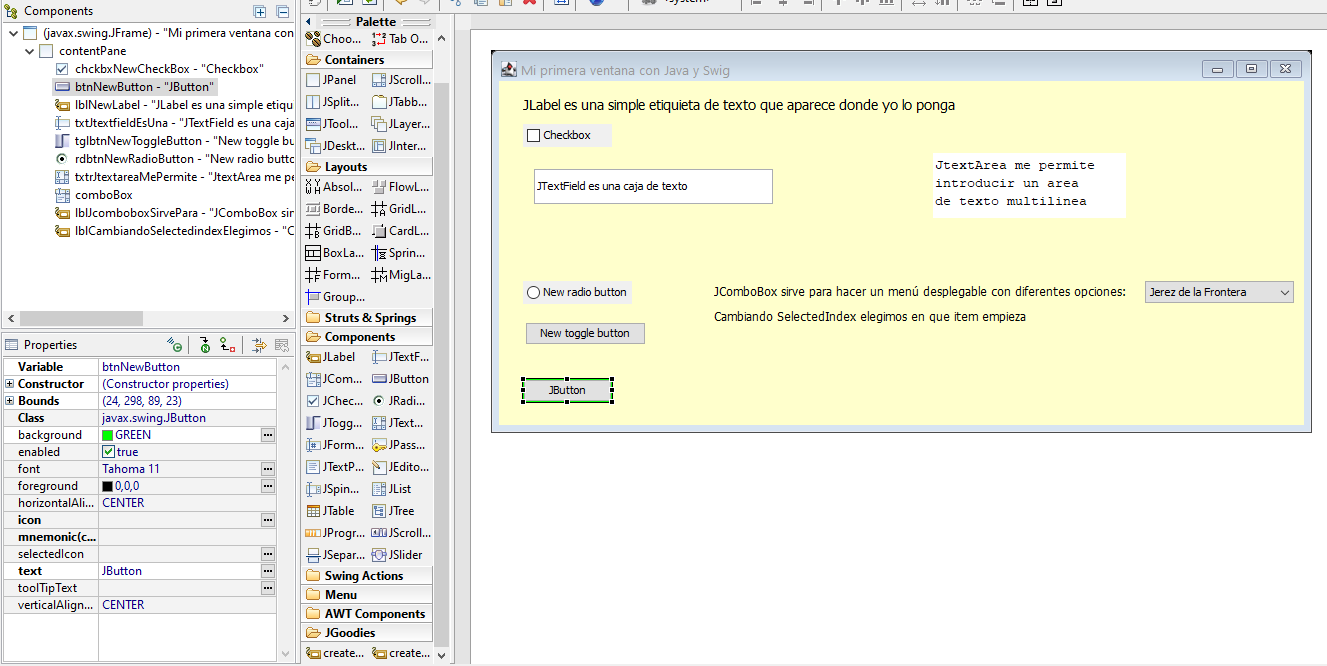 Components
(javax.swing.JFrame) - "Mi primera ventana con
contentPane
chckbxNewCheckBox - "Checkbox"
btnNewButton - "JButton"
lblNewLabel - "JLabel es una simple etiqu
txtJtextfieldEsUna - "JTextField es una caja
tglbtnNewToggleButton - "New toggle bu
rdbtnNewRadioButton - "New radio butto
txtrJtextareaMePermite - "JtextArea me pe
comboBox
lblJcomboboxSirvePara - "JComboBox sir
lblCambiandoSelectedindexElegimos - "C
Properties
Variable btnNewButton
Constructor (Constructor properties)
Bounds (24, 298, 89, 23)
Class javax.swing.JButton
background GREEN
enabled true
font Tahoma 11
foreground 0,0,0
horizontalAli... CENTER
icon
mnemonic(c...
selectedIcon
text JButton
toolTipText
verticalAlign... CENTER
Palette
Choo... Tab O...
Containers
JPanel JScroll...
JSplit... JTabb...
JTool... JLayer...
JDeskt... JInter...
Layouts
Absol... FlowL...
Borde... GridL...
GridB... CardL...
BoxLa... Sprin...
Form... MigLa...
Group...
Struts & Springs
Components
JLabel JTextF...
JCom... JButton
JChec... JRadi...
JTogg... JText...
JForm... JPass...
JTextP... JEdito...
JSpin... JList
JTable JTree
JProgr... JScroll...
JSepar... JSlider
Swing Actions
Menu
AWT Components
JGoodies
create... create...
Mi primera ventana con Java y Swig
JLabel es una simple etiquieta de texto que aparece donde yo lo ponga
Checkbox
JTextField es una caja de texto
JtextArea me permite
introducir un area
de texto multilinea
New radio button
JComboBox sirve para hacer un menú desplegable con diferentes opciones:
Jerez de la Frontera
Cambiando SelectedIndex elegimos en que item empieza
New toggle button
JButton